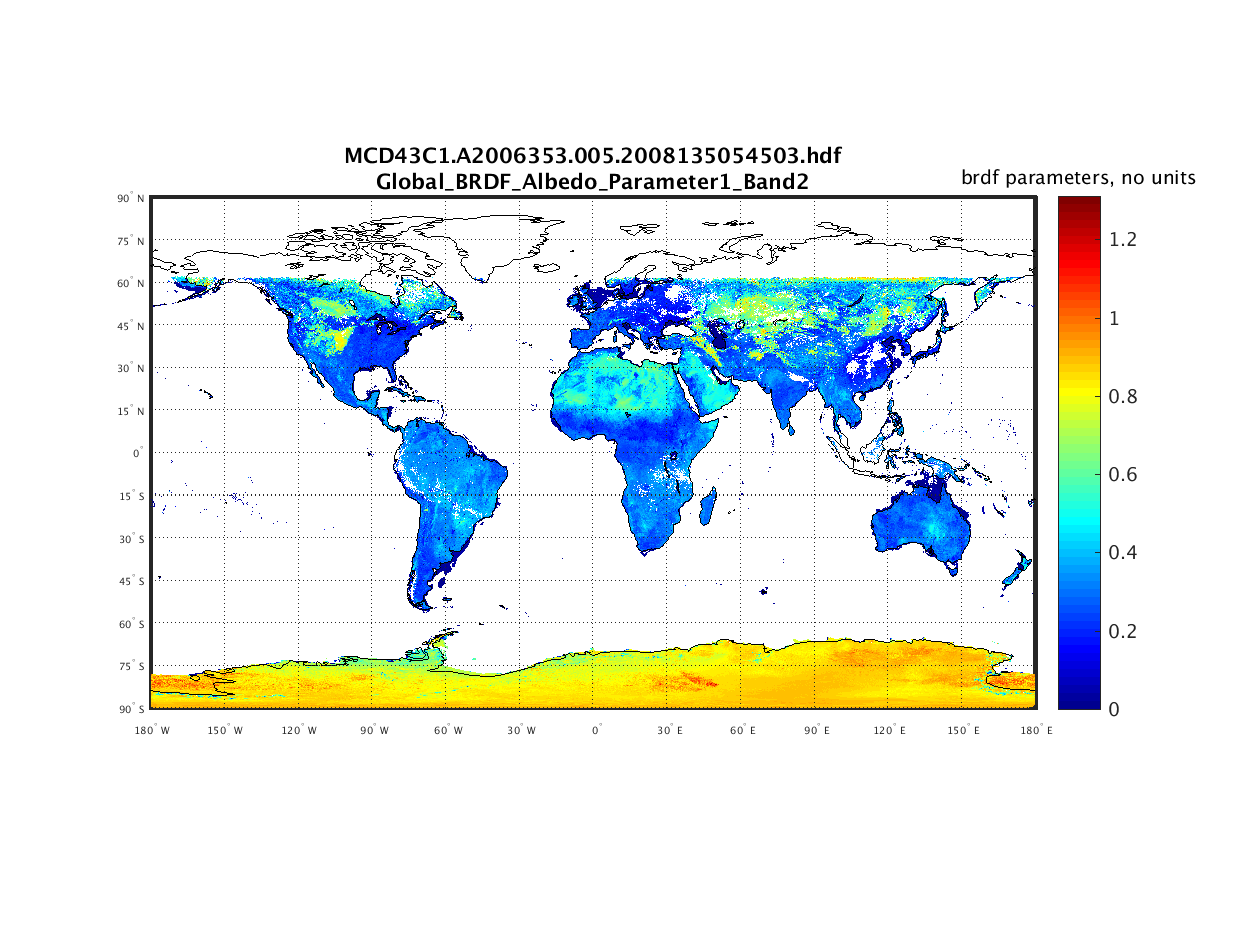 MCD43C1.A2006353.005.2008135054503.hdf
Global_BRDF_Albedo_Parameter1_Band2
brdf parameters, no units
90° N
75° N
60° N
45° N
30° N
15° N
0°
15° S
30° S
45° S
60° S
75° S
90° S
180° W
150° W
120° W
90° W
60° W
30° W
0°
30° E
60° E
90° E
120° E
150° E
180° E
1.2
1
0.8
0.6
0.4
0.2
0